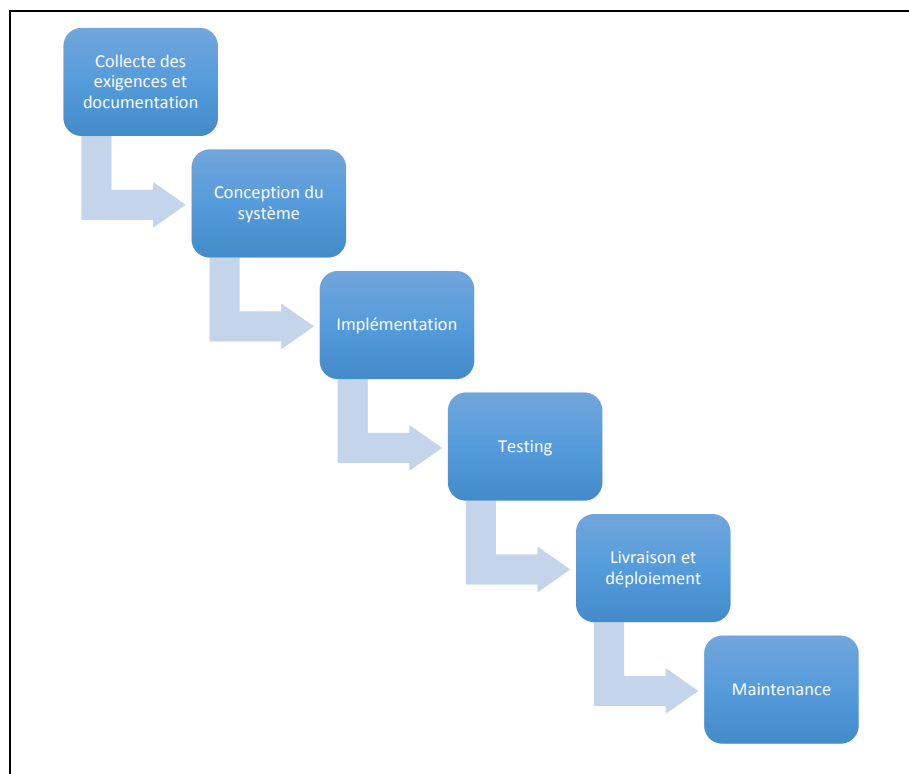 Collecte des
exigences et
documentation
Conception du
système
Implémentation
Testing
Livraison et
déploiement
Maintenance